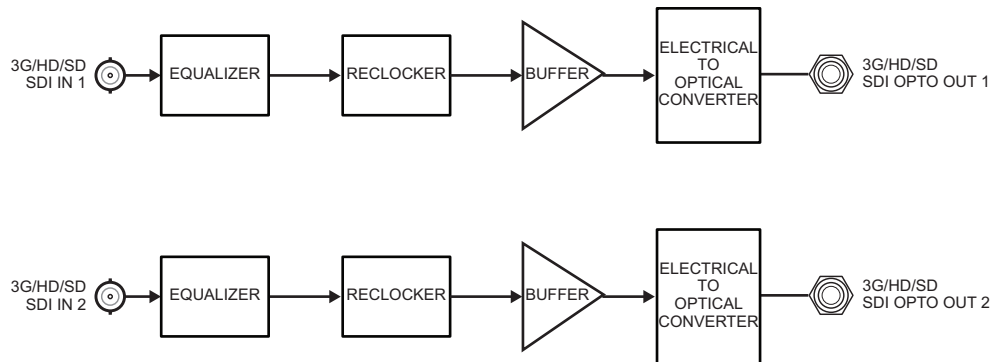 3G/HD/SD
SDI IN 1
EQUALIZER
RECLOCKER
BUFFER
ELECTRICAL
TO
OPTICAL
CONVERTER
3G/HD/SD
SDI OPTO OUT 1
3G/HD/SD
SDI IN 2
EQUALIZER
RECLOCKER
BUFFER
ELECTRICAL
TO
OPTICAL
CONVERTER
3G/HD/SD
SDI OPTO OUT 2